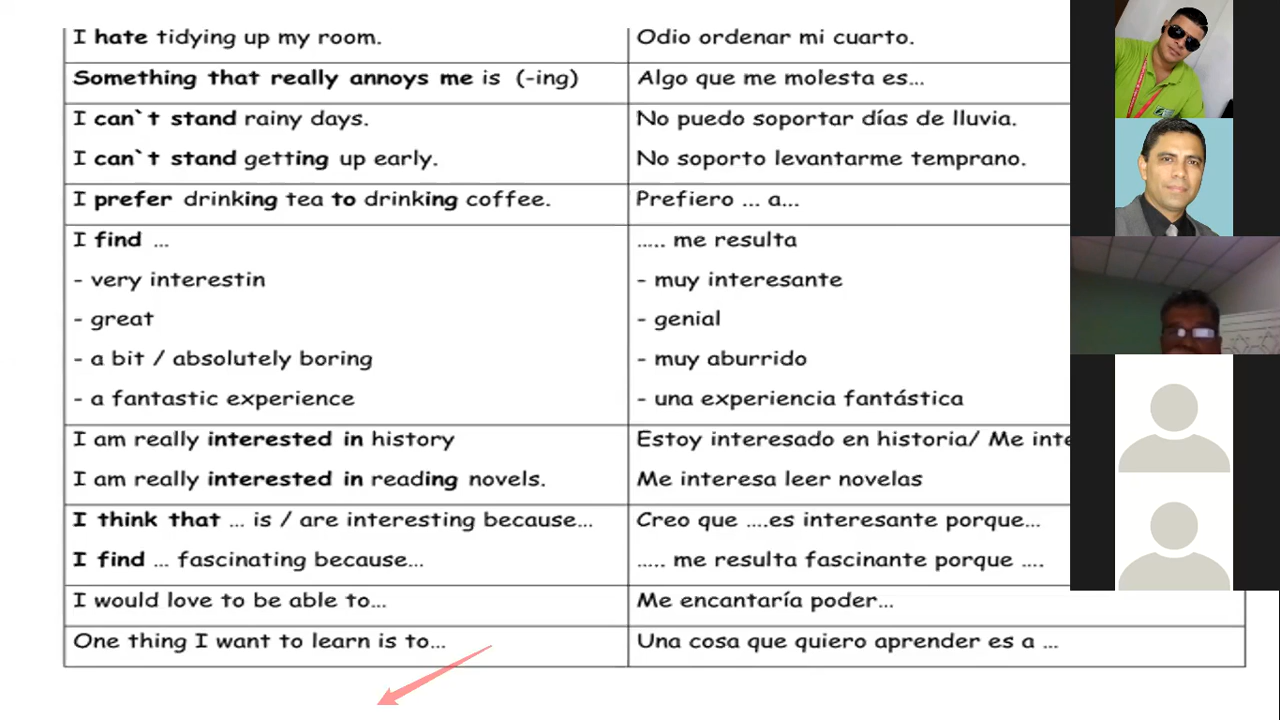 I hate tidying up my room.
Odio ordenar mi cuarto.
Something that really annoys me is (-ing)
Algo que me molesta es...
I can`t stand rainy days.
No puedo soportar días de lluvia.
I can`t stand getting up early.
No soporto levantarme temprano.
I prefer drinking tea to drinking coffee.
Prefiero ... a...
I find ...
..... me resulta
- very interestin
- muy interesante
- great
- genial
- a bit / absolutely boring
- muy aburrido
- a fantastic experience
- una experiencia fantástica
I am really interested in history
Estoy interesado en historia/ Me inte
I am really interested in reading novels.
Me interesa leer novelas
I think that ... is / are interesting because...
Creo que ....es interesante porque...
I find ... fascinating because...
..... me resulta fascinante porque ....
I would love to be able to...
Me encantaría poder...
One thing I want to learn is to...
Una cosa que quiero aprender es a ...